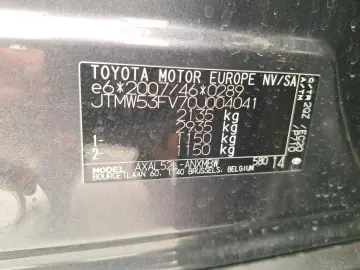 TOYOTA MOTOR EUROPE NV/SA
e6*2007/46*0289
JTMW53FV70J004041
2135 kg
2935 kg
1- 1150 kg
2- 1150 kg
MODEL AXAL52L-ANXMBW
BOURGETLAAN 60, 1140 BRUSSELS, BELGIUM
580 14